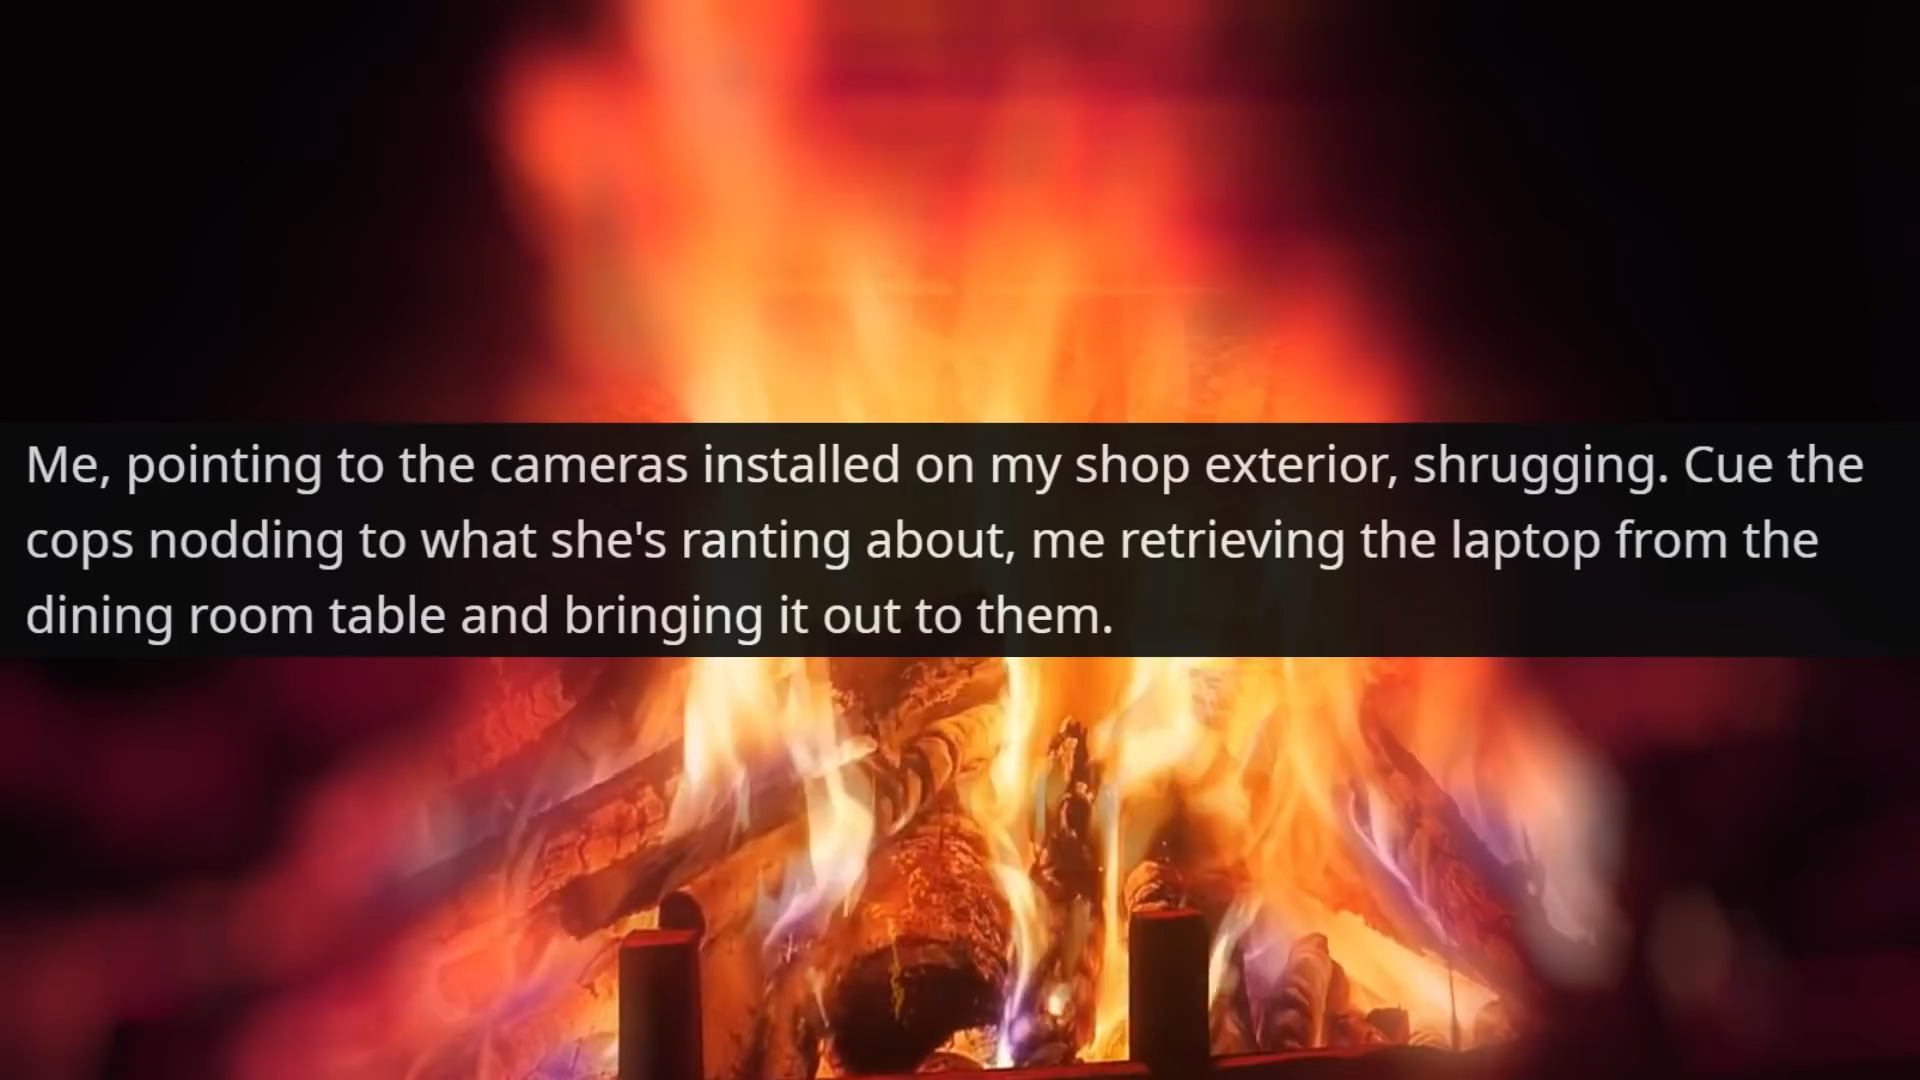 Me, pointing to the cameras installed on my shop exterior, shrugging. Cue the
cops nodding to what she's ranting about, me retrieving the laptop from the
dining room table and bringing it out to them.